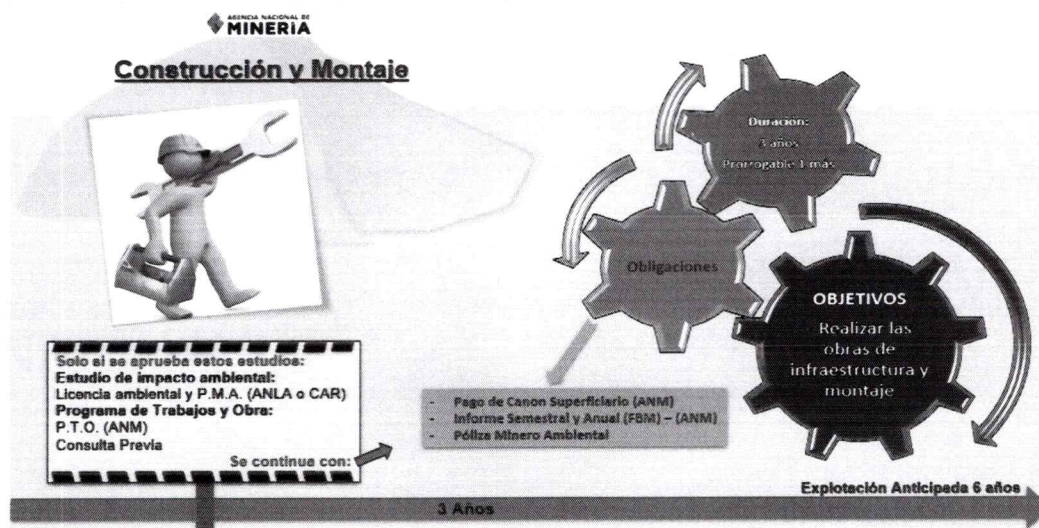 AGENCIA NACIONAL DE
MINERÍA
Construcción y Montaje
Duración:
3 años
Prorrogable 1 más
Obligaciones
OBJETIVOS
Realizar las
obras de
infraestructura y
montaje
Solo si se aprueba estos estudios:
Estudio de impacto ambiental:
Licencia ambiental y P.M.A. (ANLA o CAR)
Programa de Trabajos y Obra:
P.T.O. (ANM)
Consulta Previa
Se continua con:
- Pago de Canon Superficiario (ANM)
- Informe Semestral y Anual (FBM) – (ANM)
- Póliza Minero Ambiental
Explotación Anticipada 6 años
3 Años